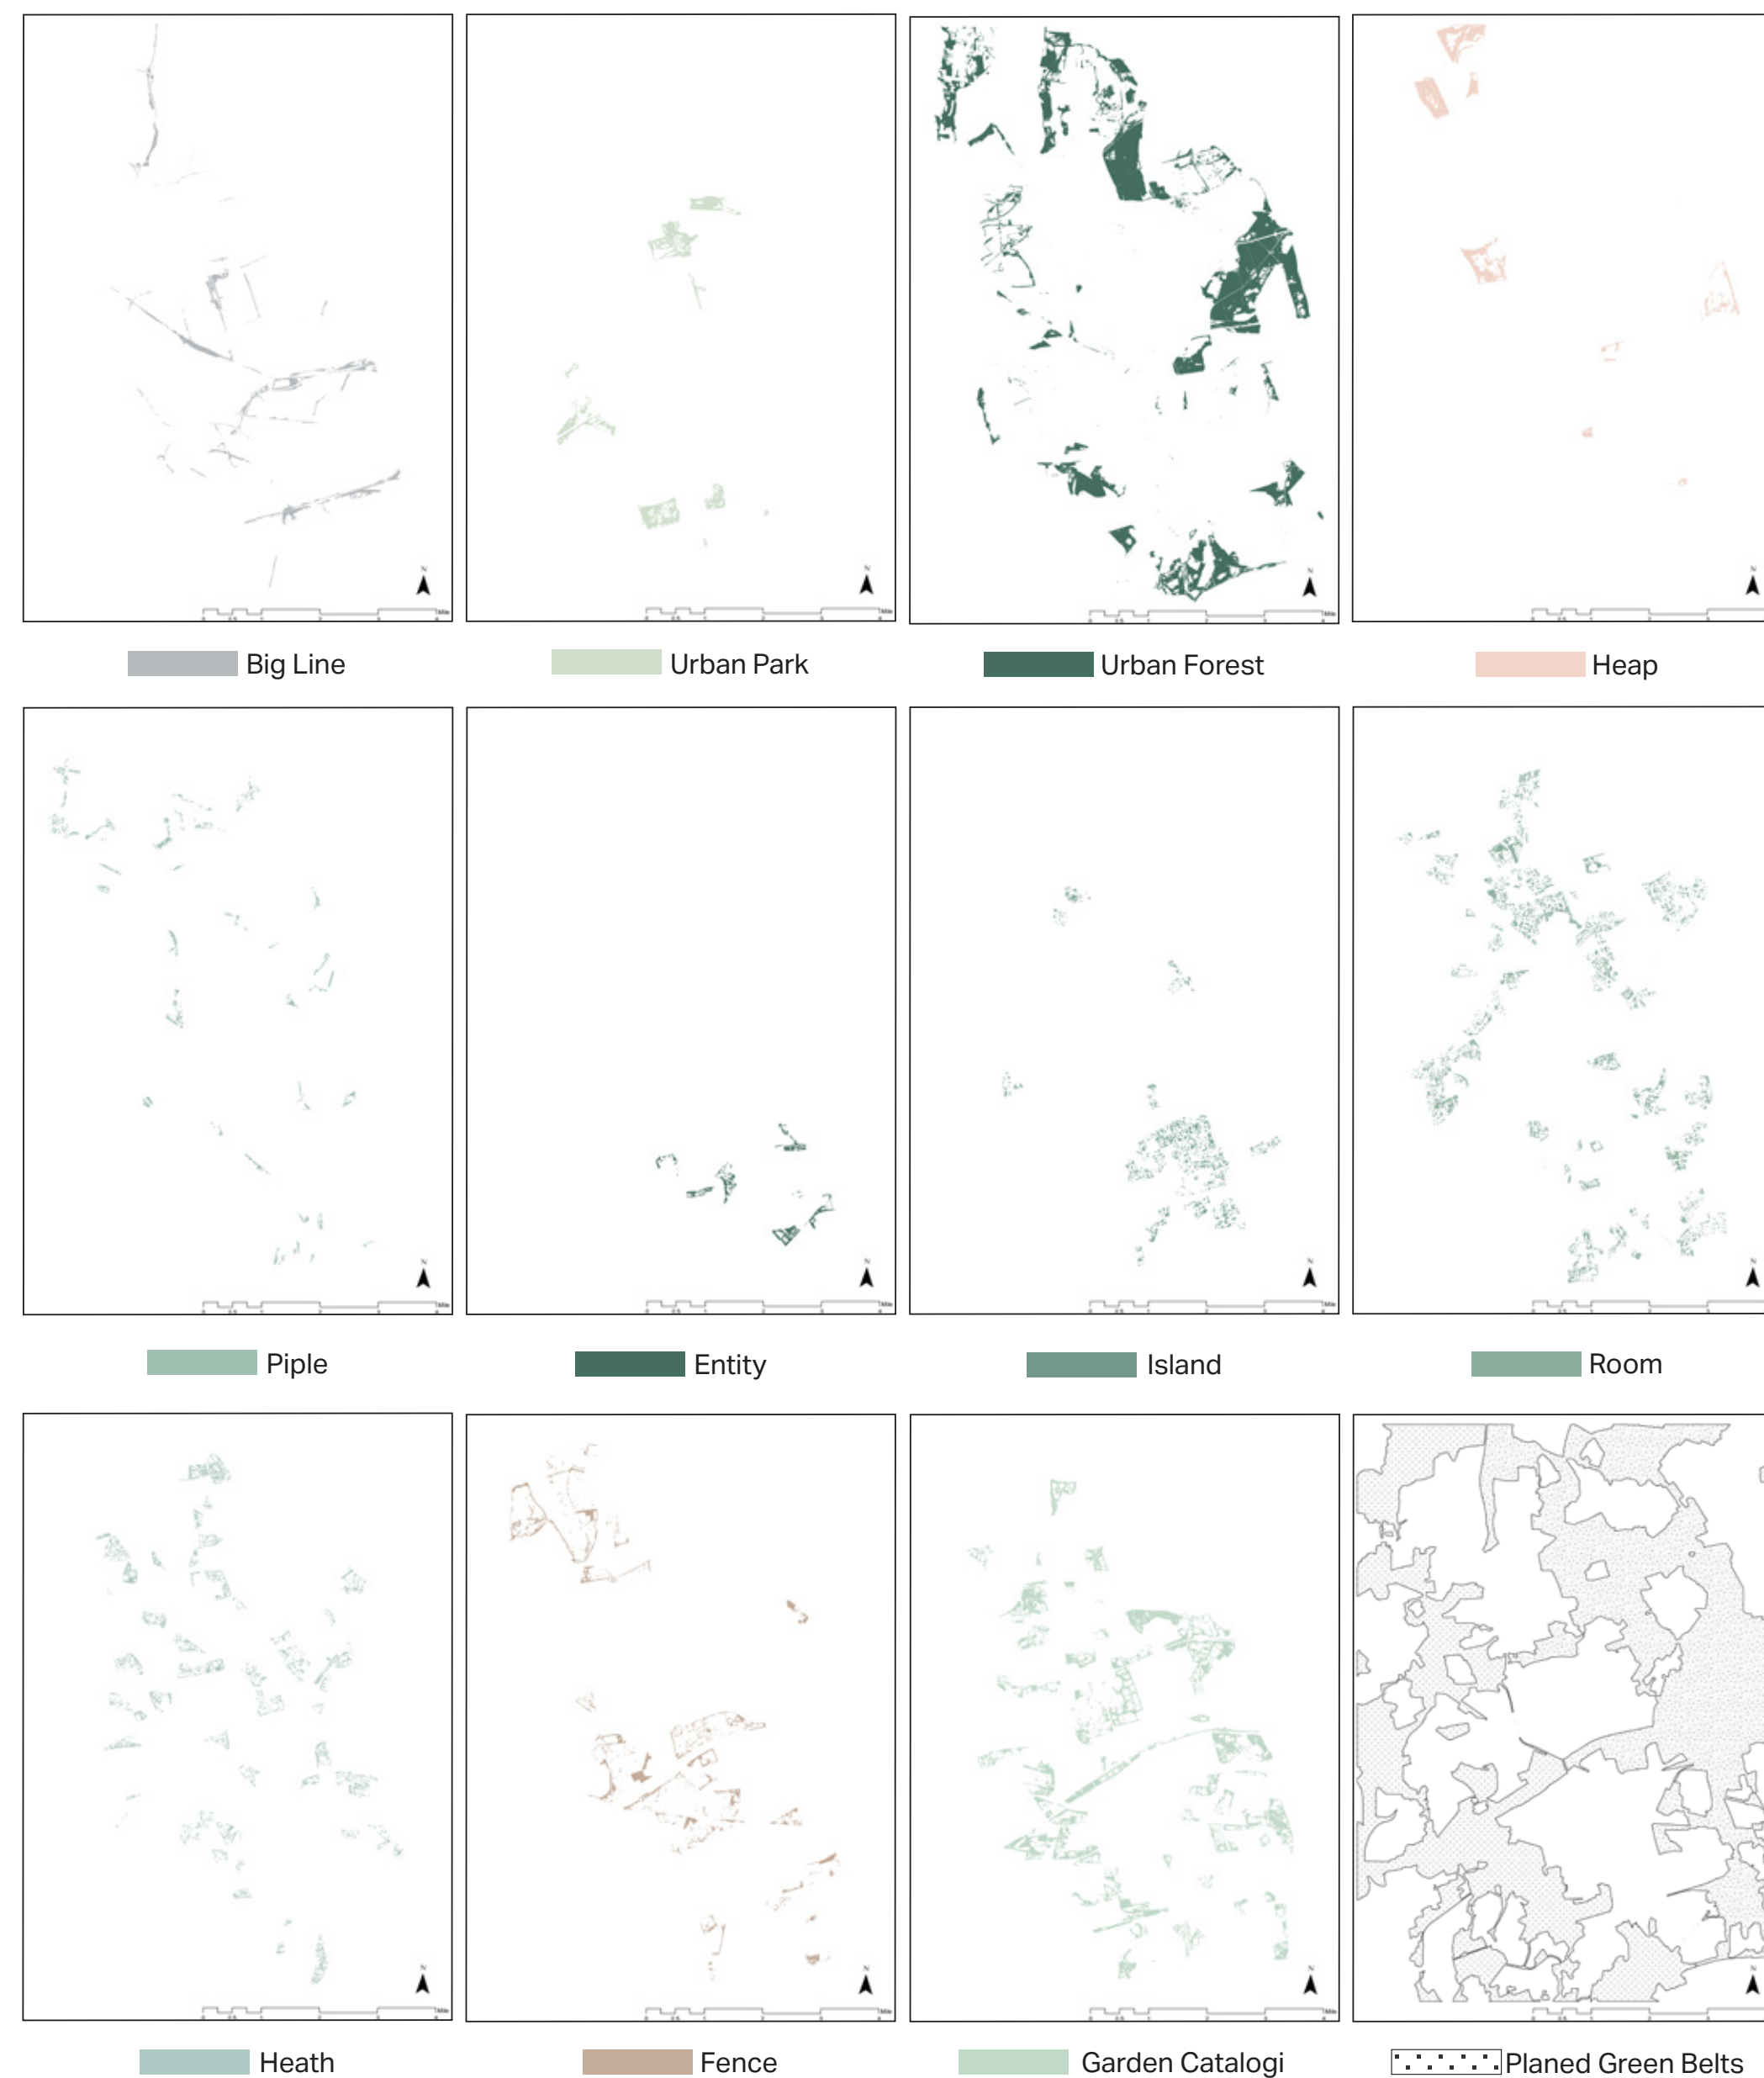 N
N
N
N
Big Line
Urban Park
Urban Forest
Heap
N
N
N
N
Piple
Entity
Island
Room
N
N
N
N
Heath
Fence
Garden Catalogi
Planed Green Belts